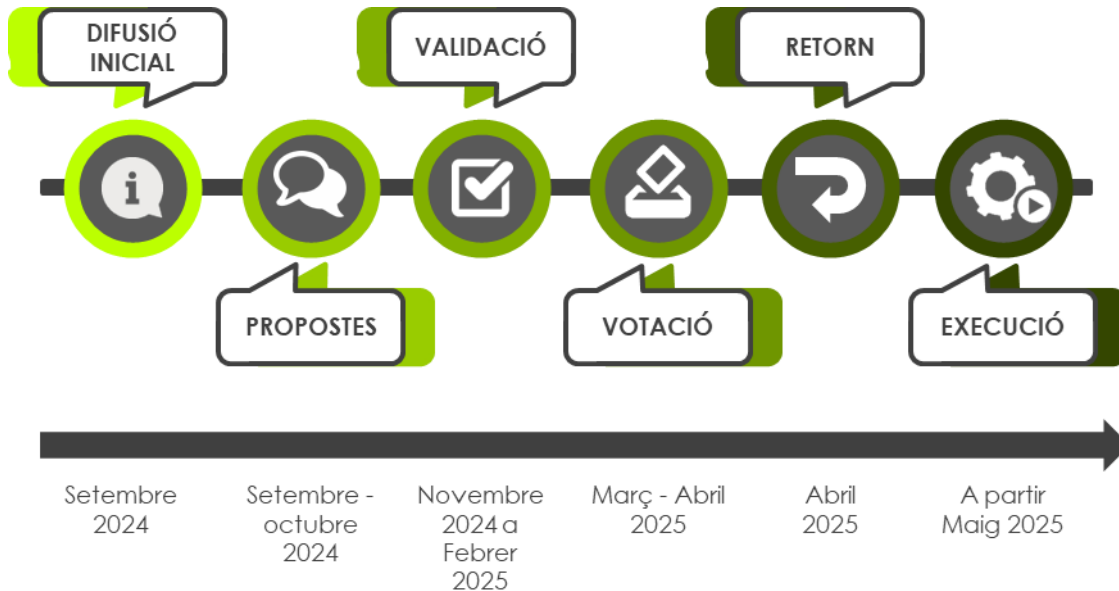 DIFUSIÓ
INICIAL
VALIDACIÓ
RETORN
i
PROPOSTES
VOTACIÓ
EXECUCIÓ
Setembre
2024
Setembre -
octubre
2024
Novembre
2024 a
Febrer
2025
Març - Abril
2025
Abril
2025
A partir
Maig 2025